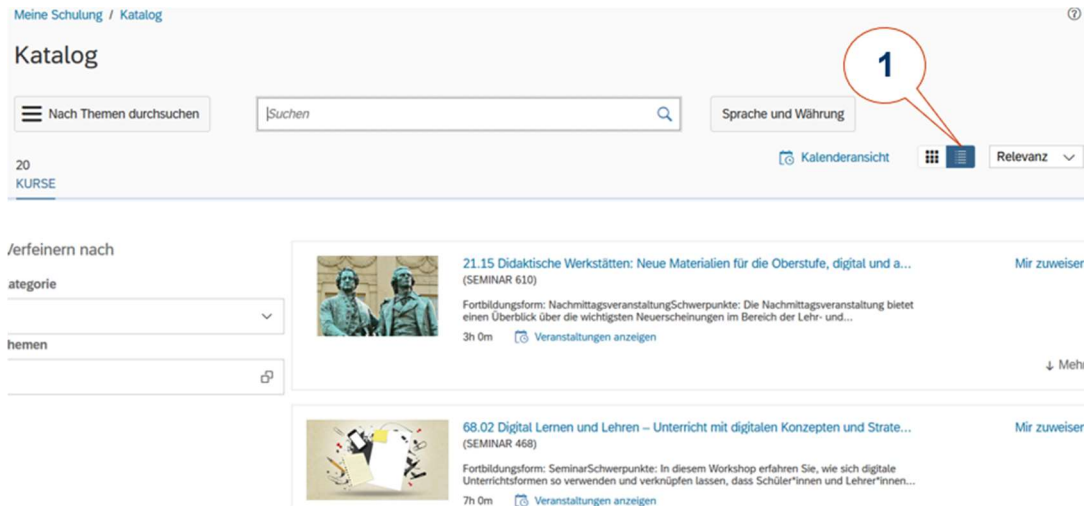 Meine Schulung / Katalog
Katalog
1
Nach Themen durchsuchen
Suchen
Sprache und Währung
20
KURSE
Kalenderansicht
Relevanz
Verfeinern nach
ategorie
hemen
21.15 Didaktische Werkstätten: Neue Materialien für die Oberstufe, digital und a...
Mir zuweisen
(SEMINAR 610)
Fortbildungsform: NachmittagsveranstaltungSchwerpunkte: Die Nachmittagsveranstaltung bietet
einen Überblick über die wichtigsten Neuerscheinungen im Bereich der Lehr- und...
3h 0m Veranstaltungen anzeigen
↓ Mehr
68.02 Digital Lernen und Lehren – Unterricht mit digitalen Konzepten und Strate...
Mir zuweisen
(SEMINAR 468)
Fortbildungsform: SeminarSchwerpunkte: In diesem Workshop erfahren Sie, wie sich digitale
Unterrichtsformen so verwenden und verknüpfen lassen, dass Schüler*innen und Lehrer*innen...
7h 0m Veranstaltungen anzeigen